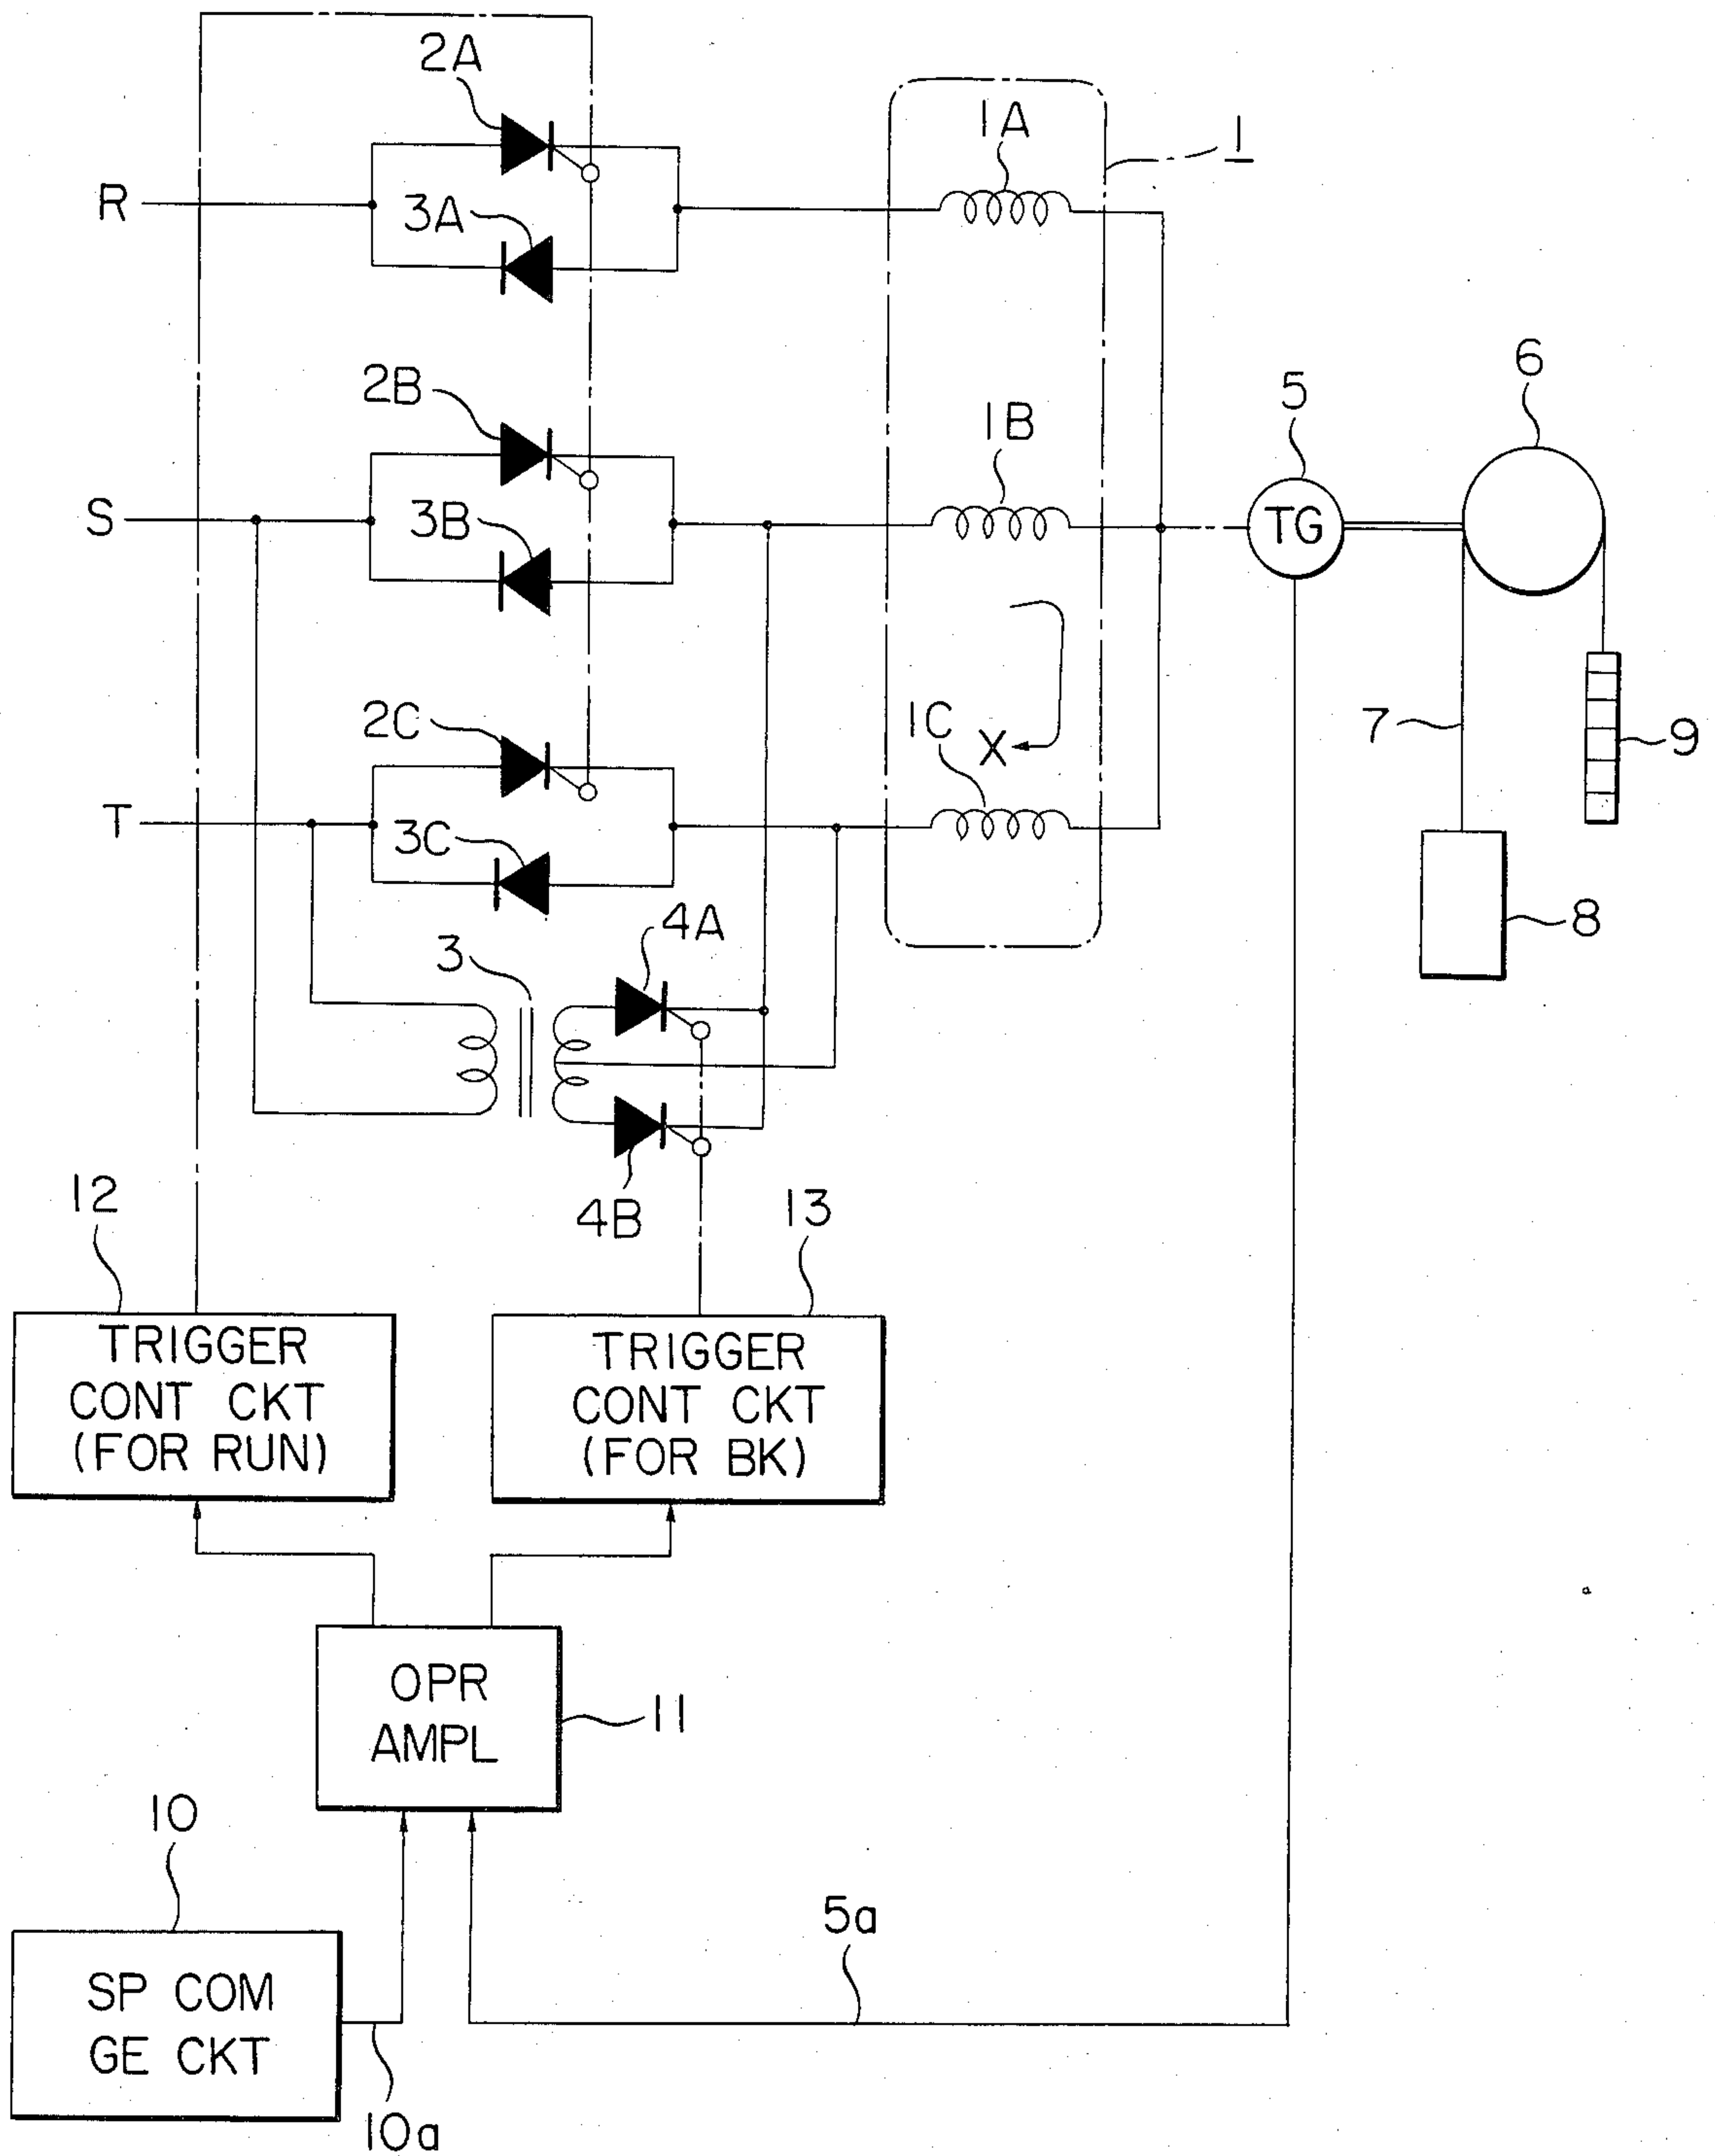 2A
1A
1
R
3A
2B
6
5
1B
S
3B
TG
2C
1C
X
7
9
T
3C
4A
8
3
12
4B
13
TRIGGER
CONT CKT
(FOR RUN)
TRIGGER
CONT CKT
(FOR BK)
OPR
AMPL
11
10
5a
SP COM
GE CKT
10a